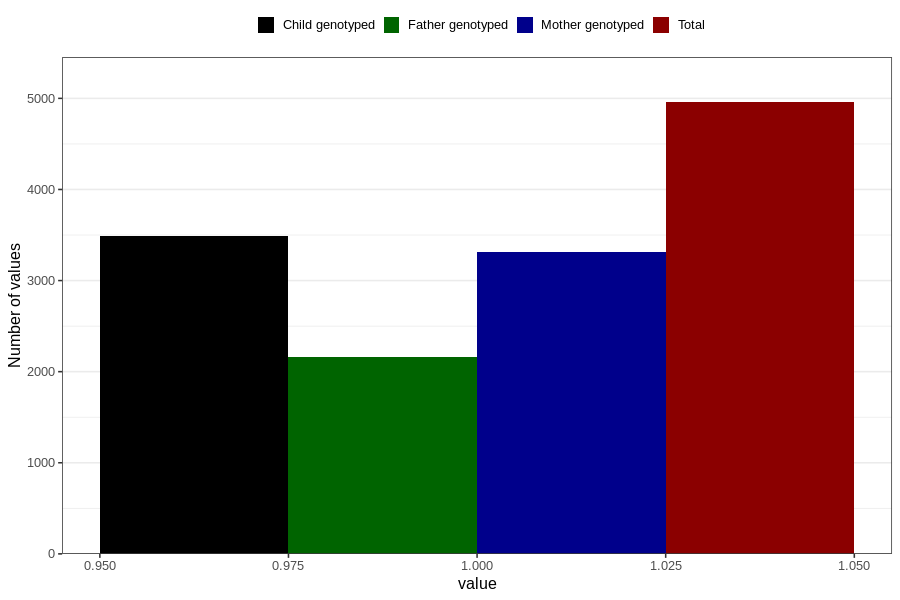 Child genotyped Father genotyped Mother genotyped Total
Number of values
5000
4000
3000
2000
1000
0
0.950 0.975 1.000 1.025 1.050
value